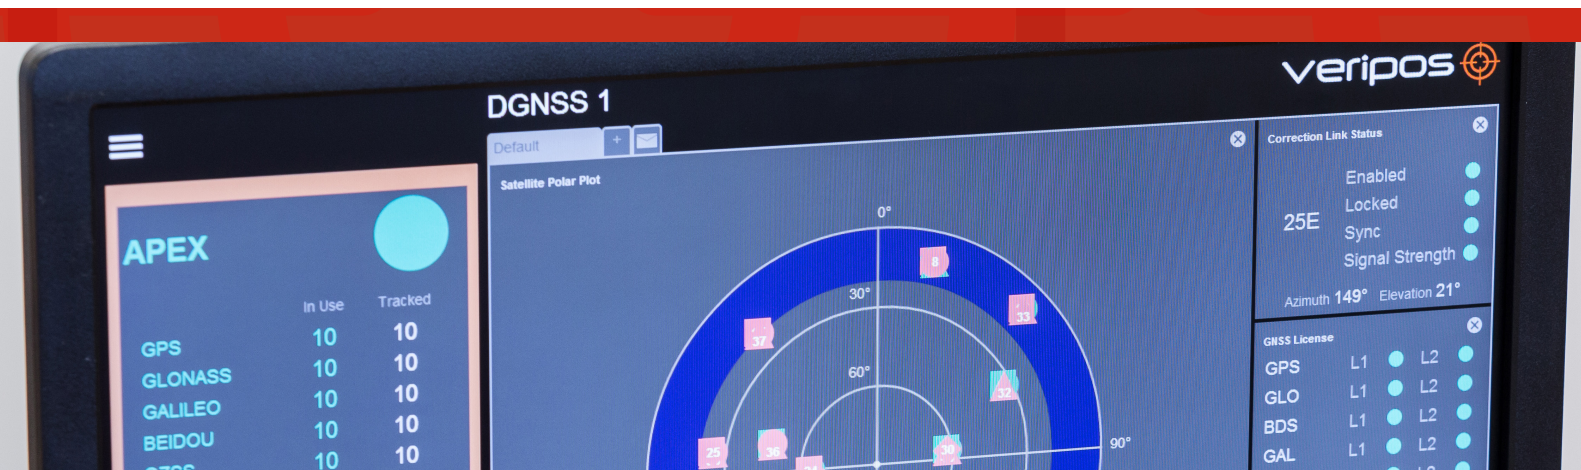 veripos
DGNSS 1
Default
+
Satellite Polar Plot
APEX
In Use Tracked
GPS 10 10
GLONASS 10 10
GALILEO 10 10
BEIDOU 10 10
10 10
0°
30°
60°
90°
8
33
37
32
25
36
30
Correction Link Status
25E
Enabled
Locked
Sync
Signal Strength
Azimuth 149° Elevation 21°
GNSS License
GPS L1 L2
GLO L1 L2
BDS L1 L2
GAL L1 L2